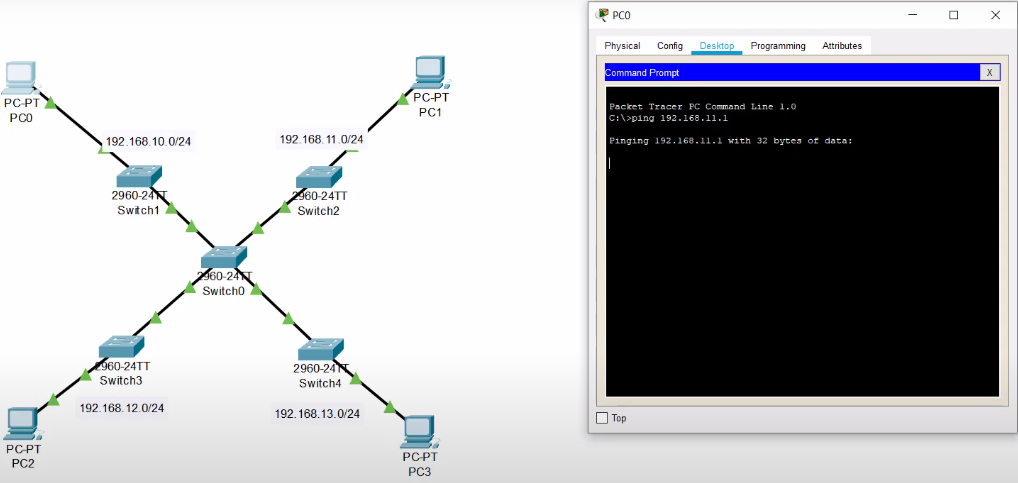 PC-PT
PC0
192.168.10.0/24
2960-24TT
Switch1
PC-PT
PC1
192.168.11.0/24
2960-24TT
Switch2
2960-24TT
Switch0
2960-24TT
Switch3
192.168.12.0/24
PC-PT
PC2
2960-24TT
Switch4
192.168.13.0/24
PC-PT
PC3
PC0
Physical Config Desktop Programming Attributes
Command Prompt X
Packet Tracer PC Command Line 1.0
C:\>ping 192.168.11.1
Pinging 192.168.11.1 with 32 bytes of data:
Top